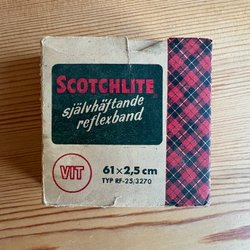 SCOTCHLITE
självhäftande
reflexband
VIT
61 × 2,5 cm
TYP RF-25/3270